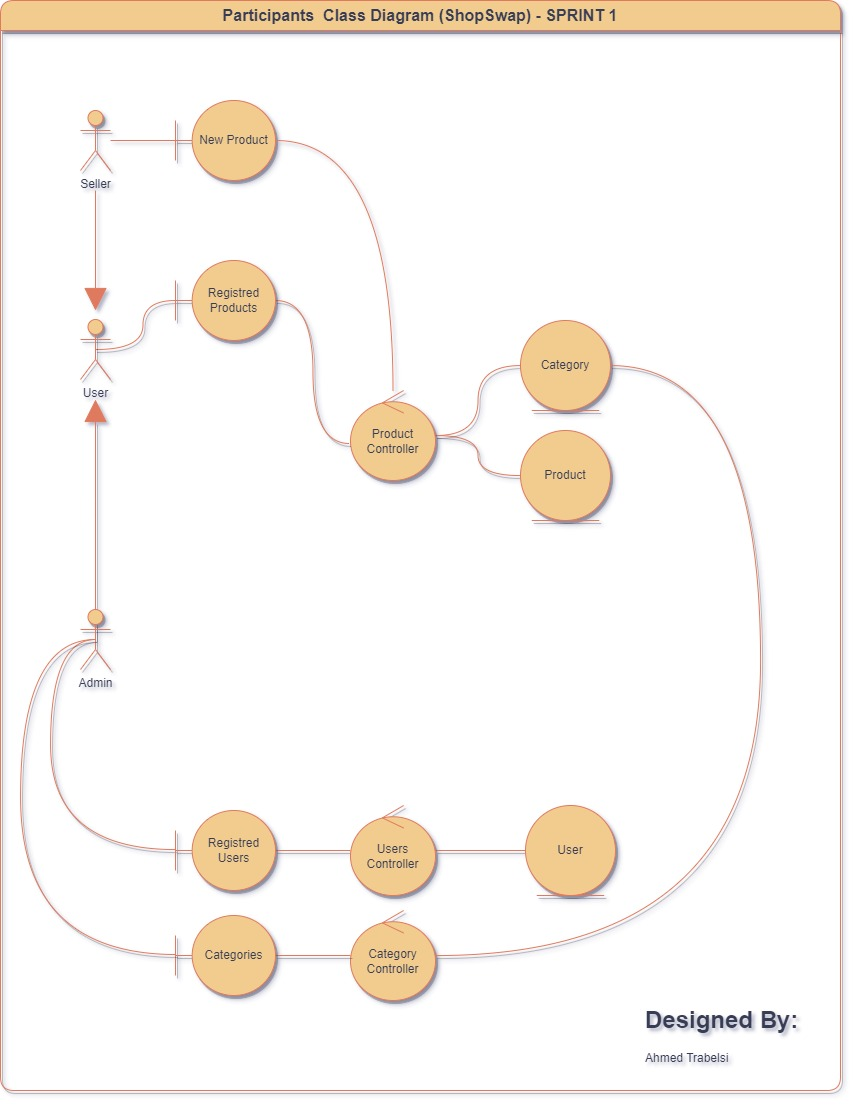 Participants  Class Diagram (ShopSwap) - SPRINT 1
New Product
Seller
Registred
Products
User
Category
Product
Controller
Product
Admin
Registred
Users
Users
Controller
User
Categories
Category
Controller
Designed By:
Ahmed Trabelsi